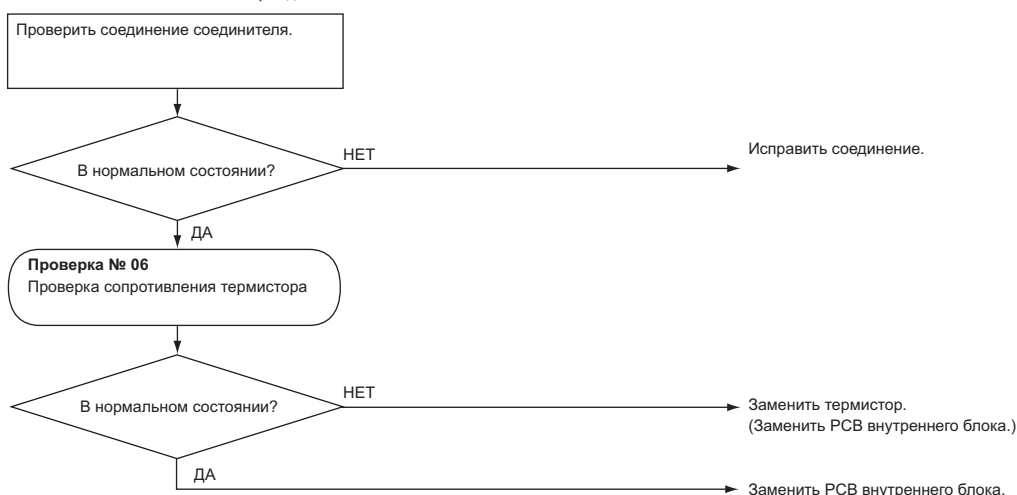 Проверить соединение соединителя.
В нормальном состоянии?
НЕТ
Исправить соединение.
ДА
Проверка № 06
Проверка сопротивления термистора
В нормальном состоянии?
НЕТ
Заменить термистор.
(Заменить PCB внутреннего блока.)
ДА
Заменить PCB внутреннего блока.